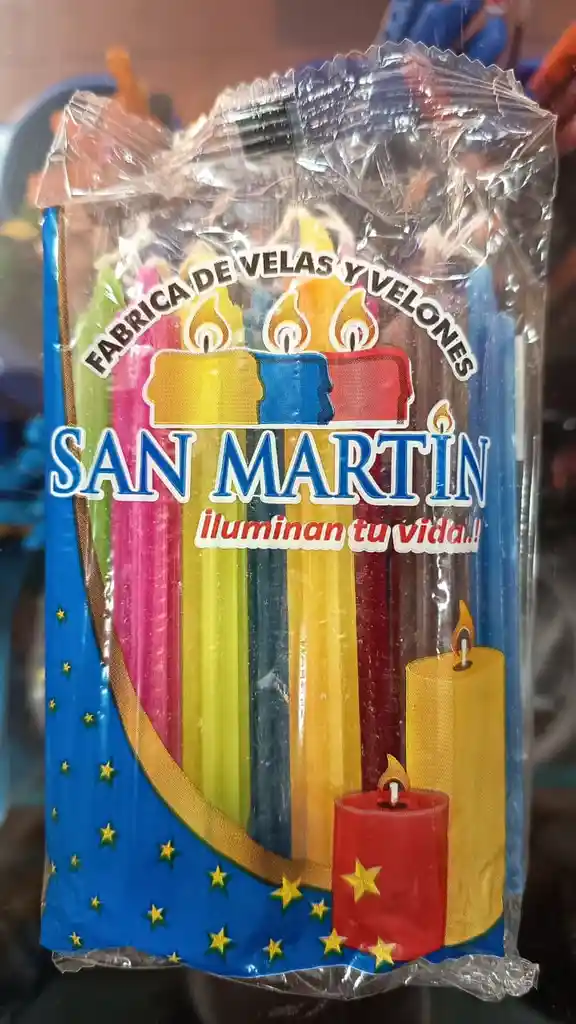 FABRICA DE VELAS Y VELONES
SAN MARTÍN
iluminan tu vida..!